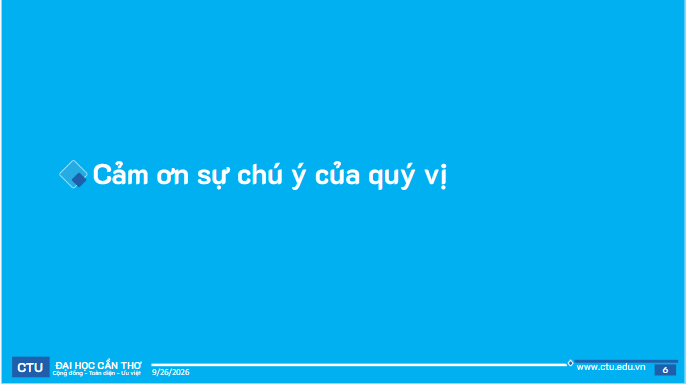 Cảm ơn sự chú ý của quý vị
CTU
ĐẠI HỌC CẦN THƠ
Cộng đồng - Toàn diện - Ưu việt
9/26/2026
www.ctu.edu.vn
6